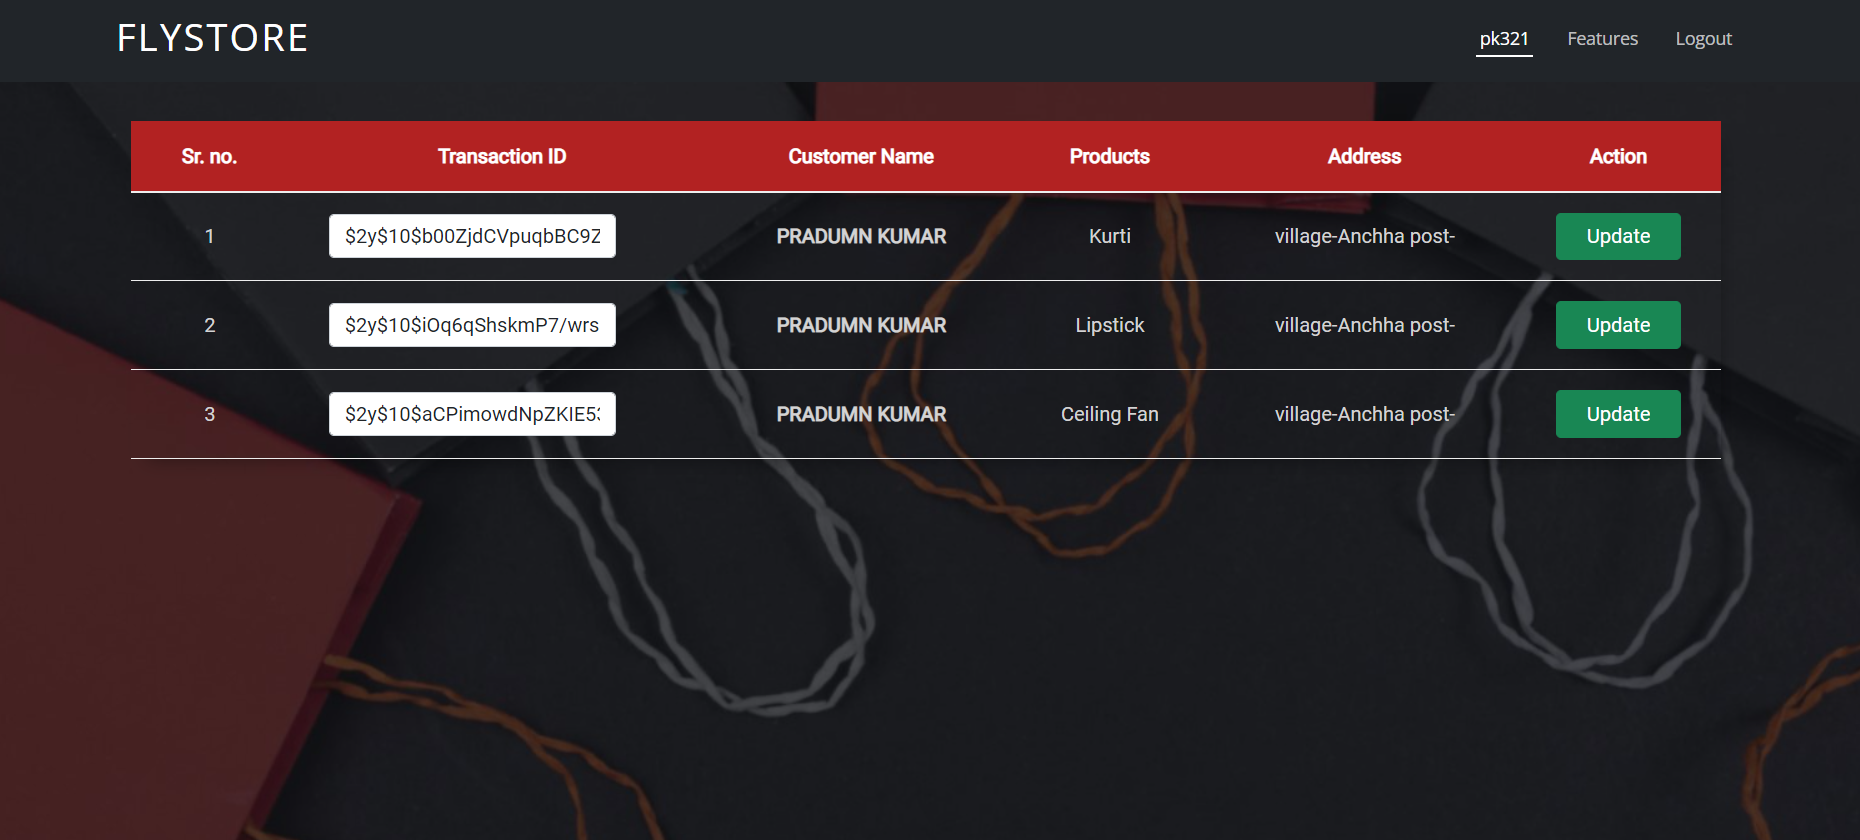 FLYSTORE pk321 Features Logout
Sr. no. Transaction ID Customer Name Products Address Action
1 $2y$10$b00ZjdCVpuqbBC9Z PRADUMN KUMAR Kurti village-Anchha post- Update
2 $2y$10$iOq6qShskmP7/wrs PRADUMN KUMAR Lipstick village-Anchha post- Update
3 $2y$10$aCPimowdNpZKIE5 PRADUMN KUMAR Ceiling Fan village-Anchha post- Update